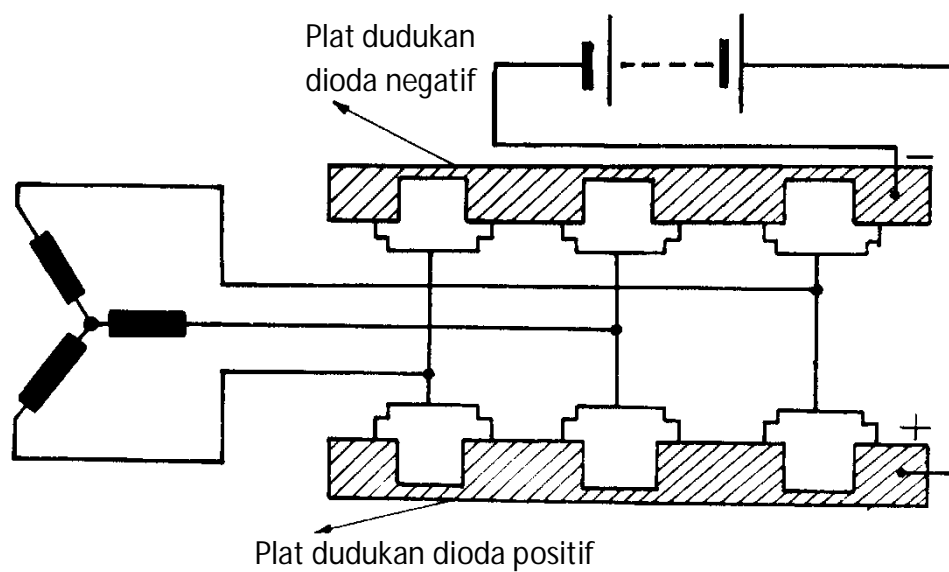 Plat dudukan
dioda negatif
−
+
Plat dudukan dioda positif